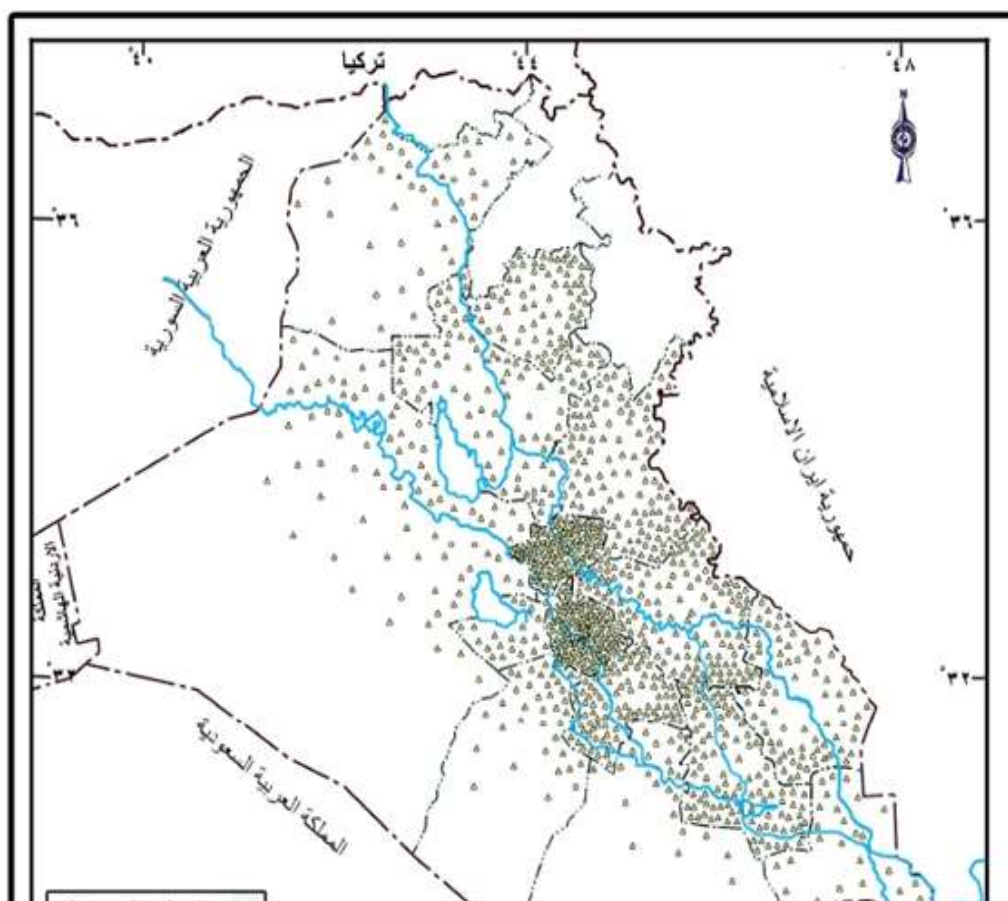 °٤٠
°٤٤
°٤٨
تركيا
N
°٣٦
°٣٦
الجمهورية العربية السورية
جمهورية ايران الاسلامية
المملكة
الاردنية الهاشمية
°٣٢
°٣٢
المملكة العربية السعودية